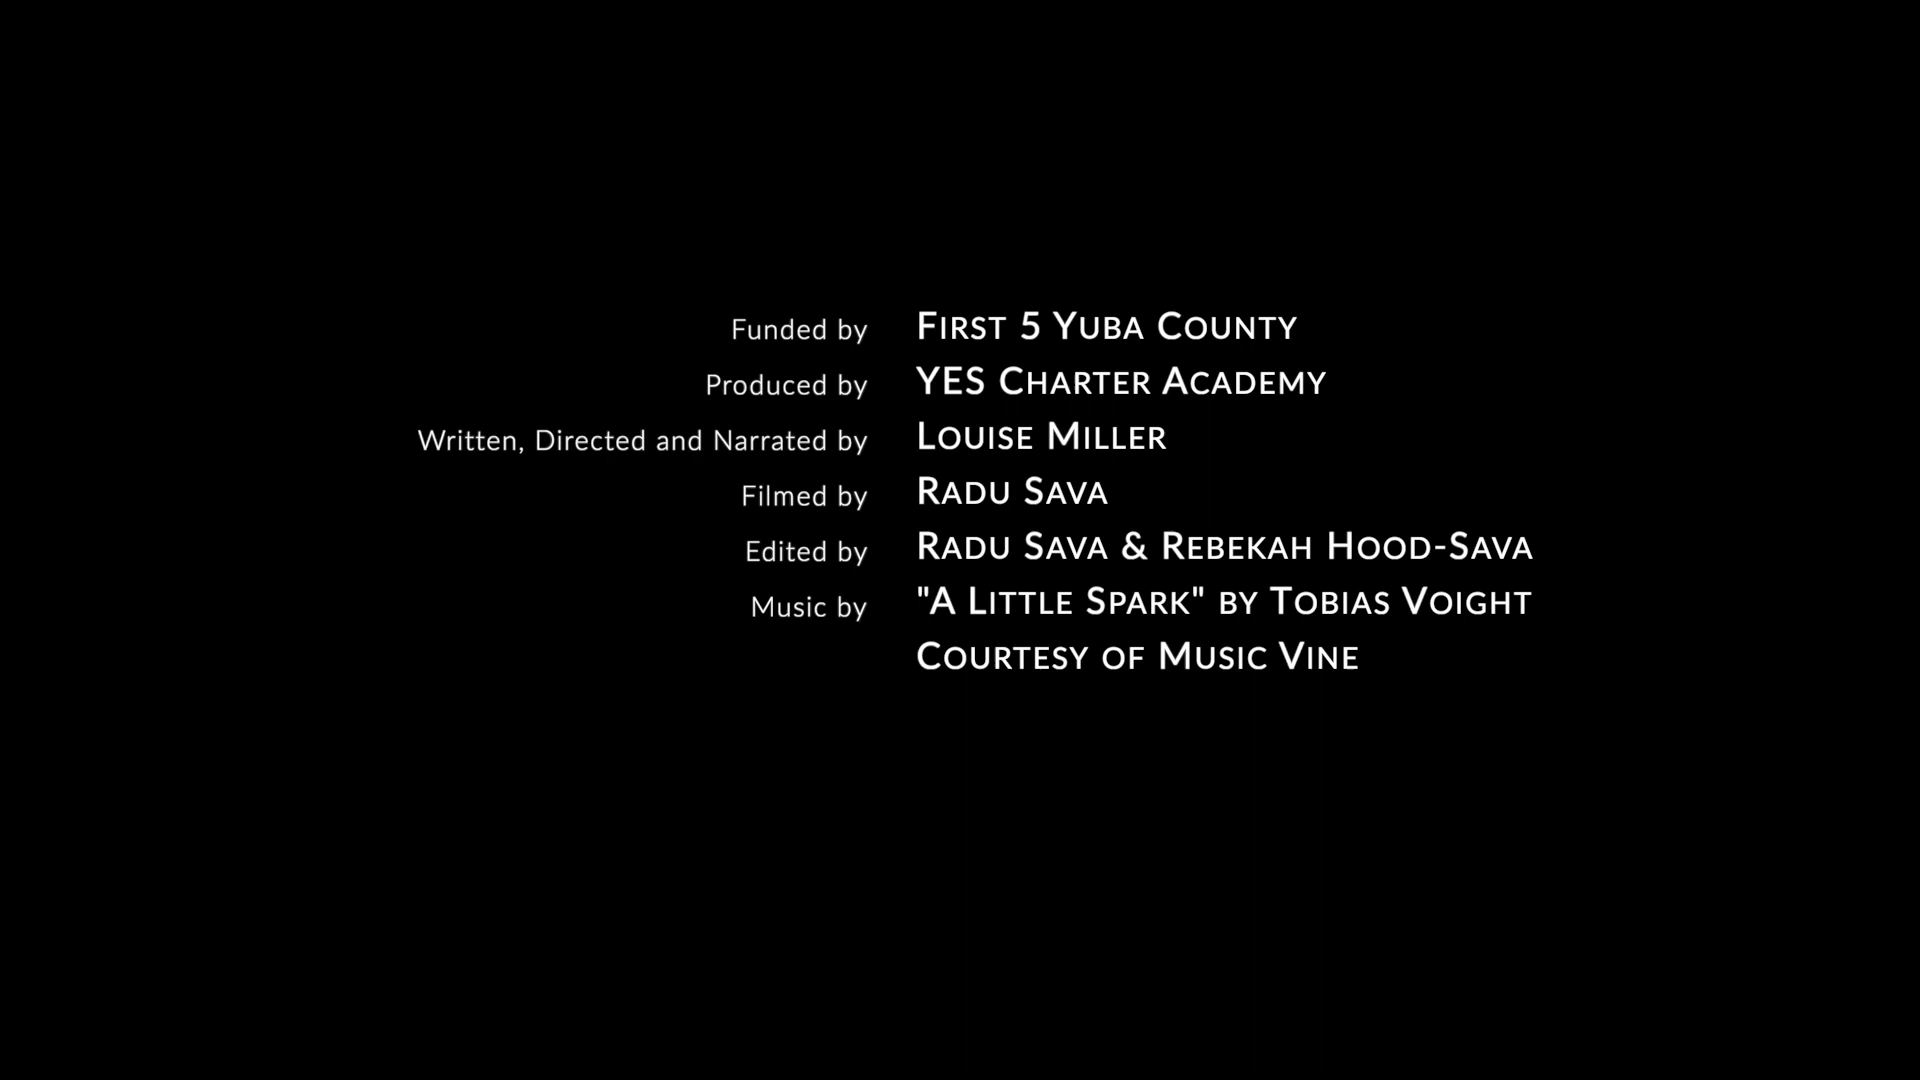 Funded by First 5 Yuba County
Produced by YES Charter Academy
Written, Directed and Narrated by Louise Miller
Filmed by Radu Sava
Edited by Radu Sava & Rebekah Hood-Sava
Music by "A Little Spark" by Tobias Voight
Courtesy of Music Vine